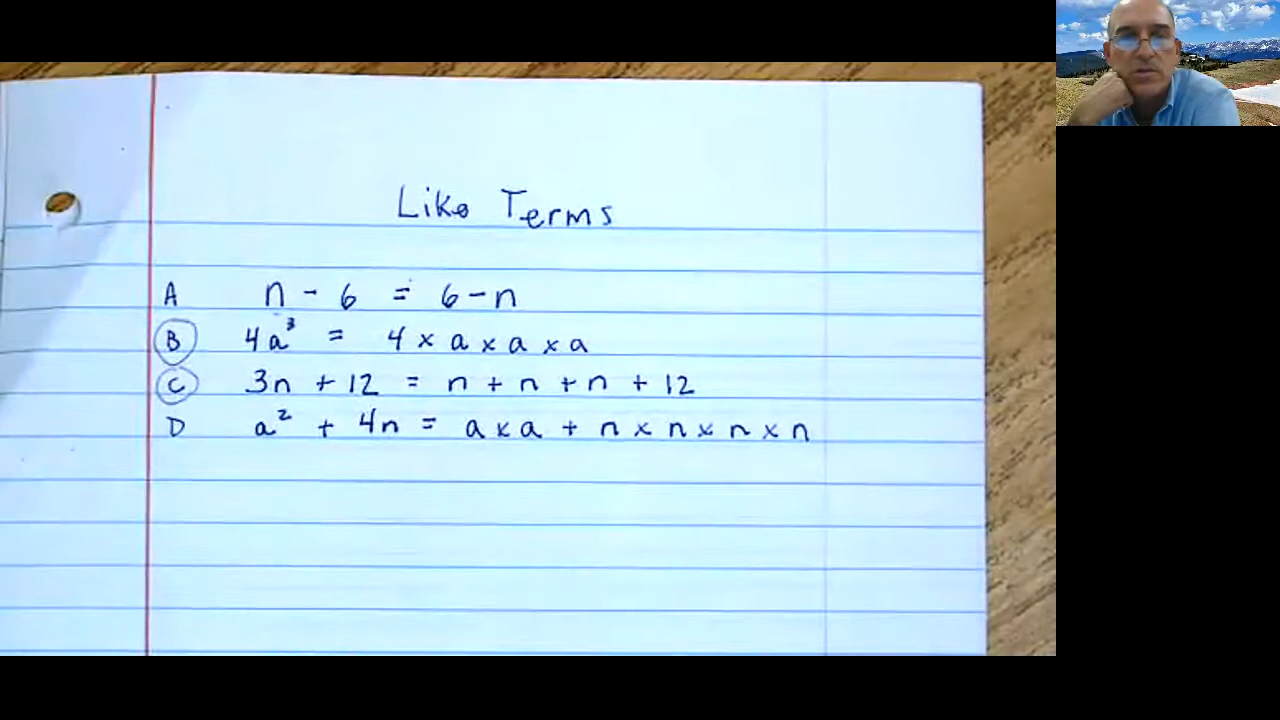 Like Terms
A n - 6 = 6 - n
B 4a³ = 4 × a × a × a
C 3n + 12 = n + n + n + 12
D a² + 4n = a × a + n × n × n × n